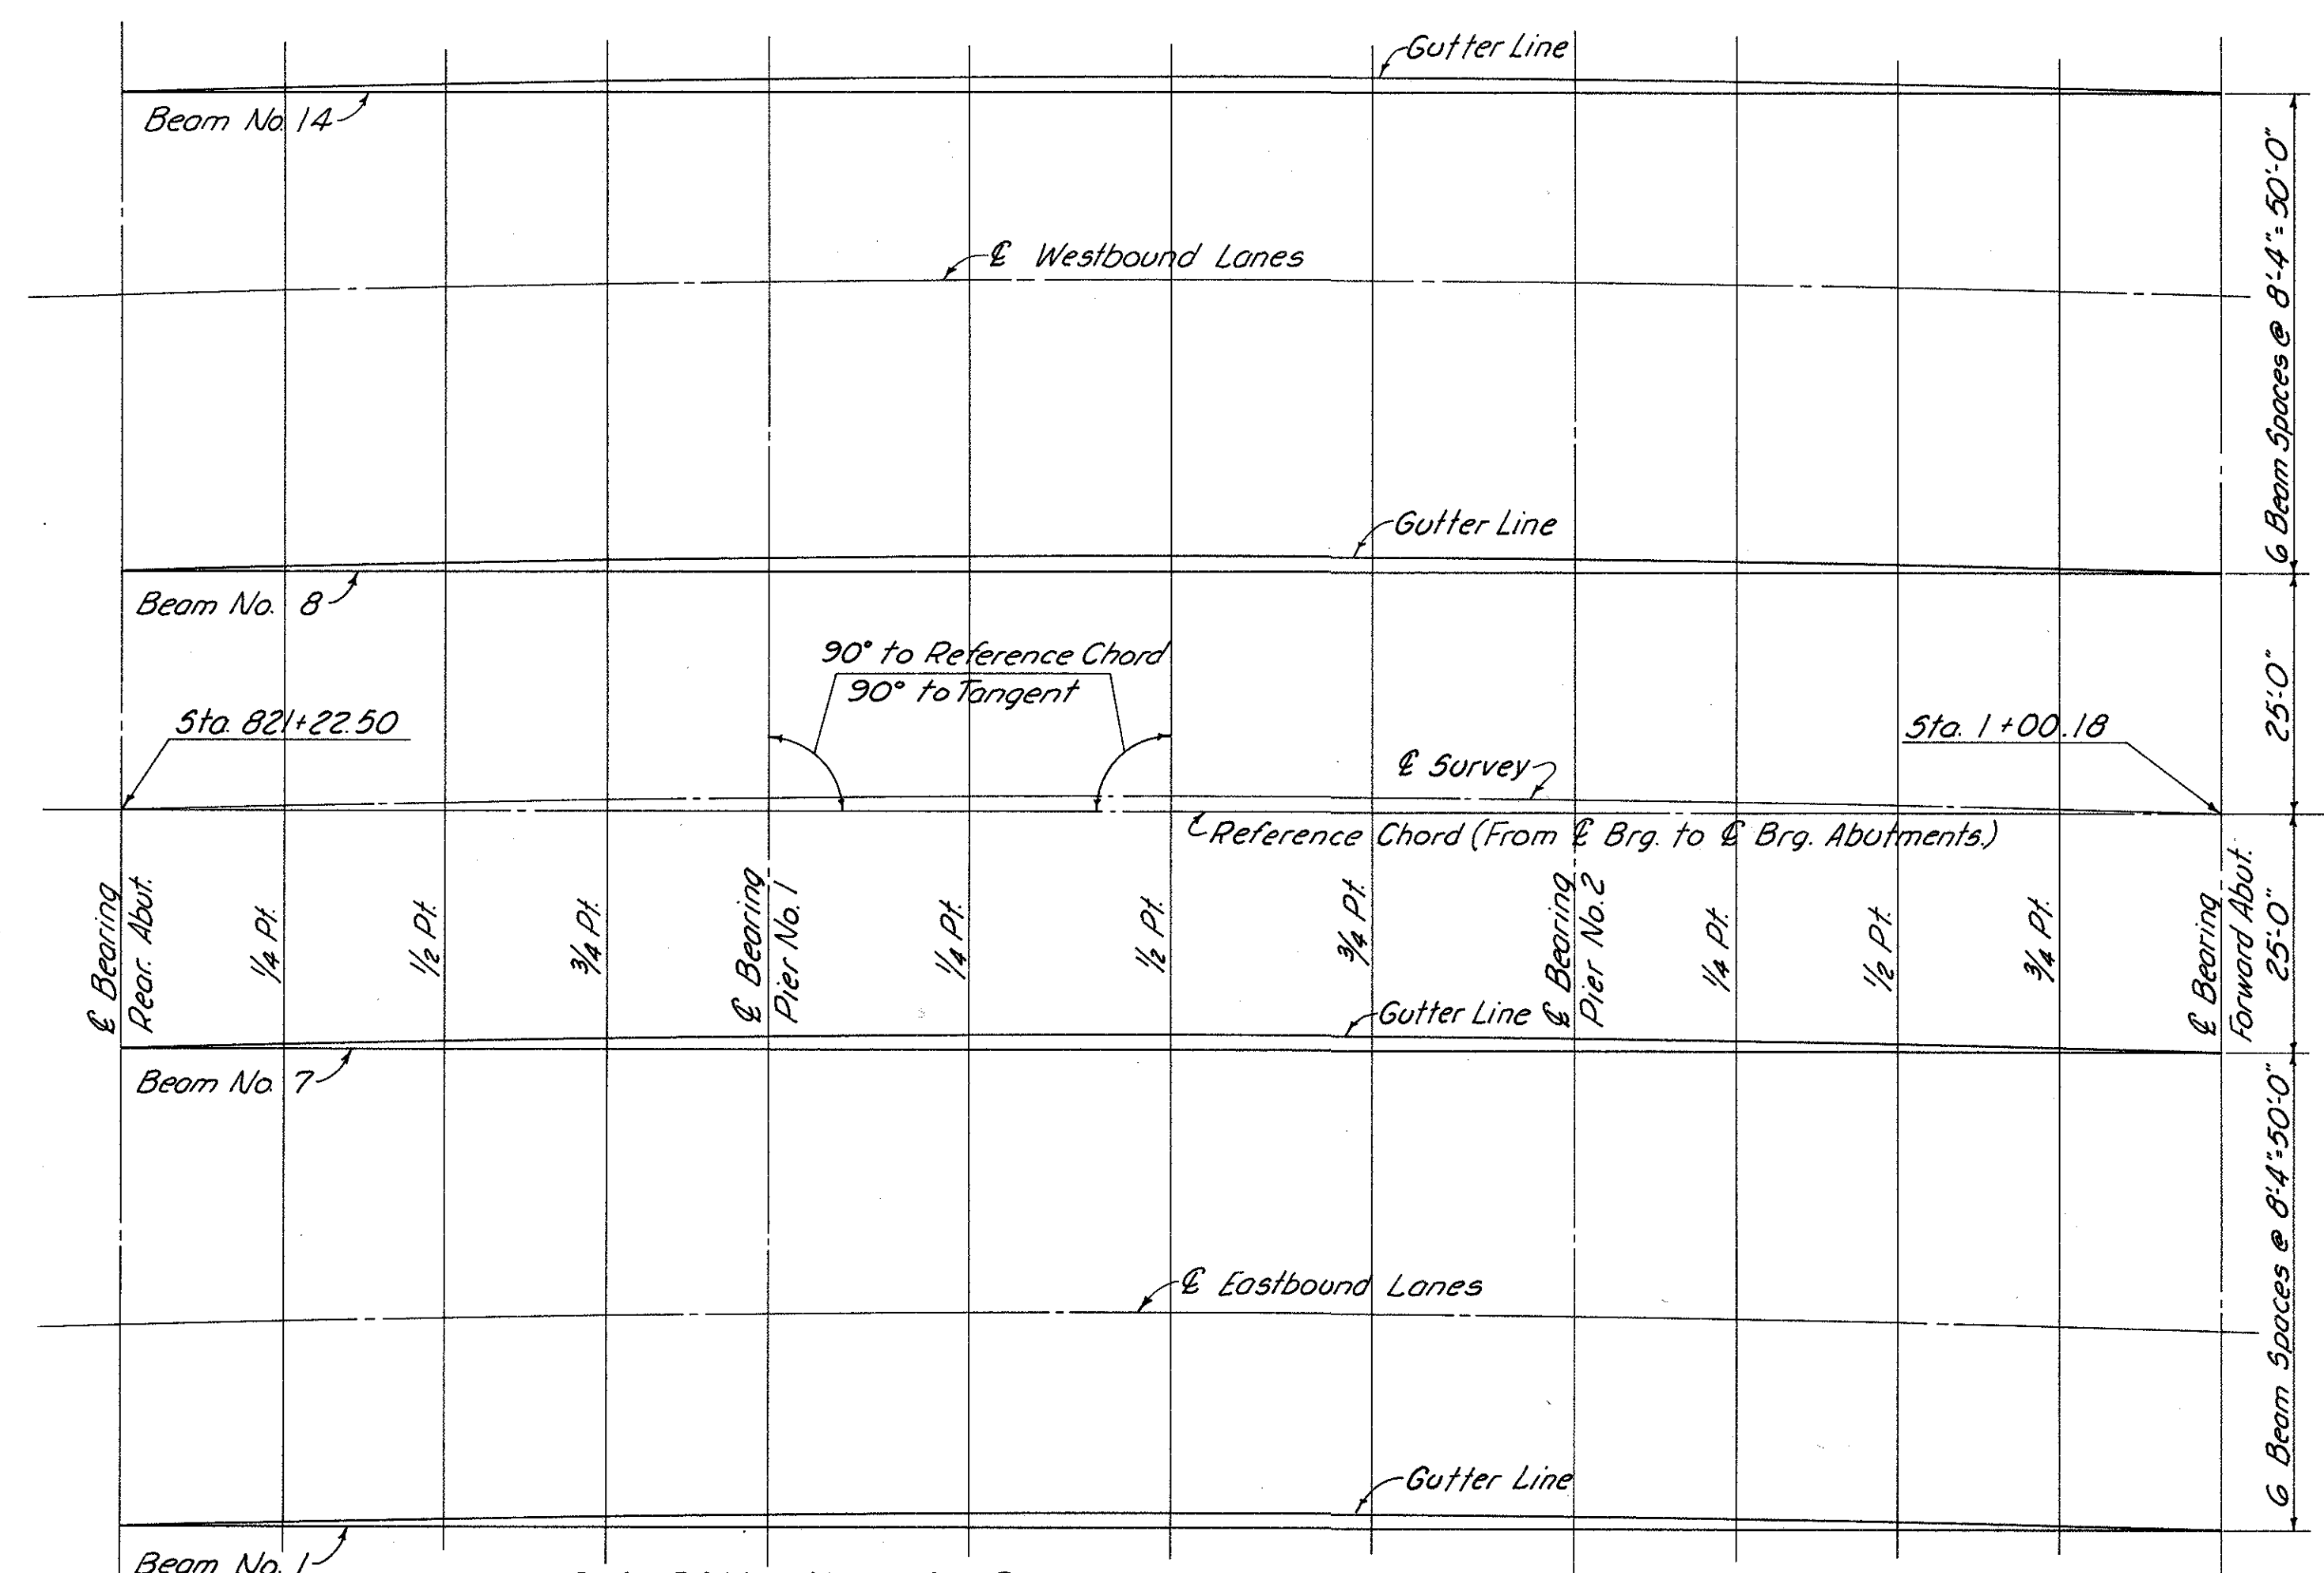 Gutter Line
Beam No. 14
℄ Westbound Lanes
6 Beam Spaces @ 8'-4" = 50'-0"
Gutter Line
Beam No. 8
90° to Reference Chord
90° to Tangent
Sta. 821+22.50
Sta. 1+00.18
25'-0"
℄ Survey
Reference Chord (From ℄ Brg. to ℄ Brg. Abutments.)
℄ Bearing
Rear. Abut.
1/4 Pt.
1/2 Pt.
3/4 Pt.
℄ Bearing
Pier No. 1
1/4 Pt.
1/2 Pt.
3/4 Pt.
℄ Bearing
Pier No. 2
1/4 Pt.
1/2 Pt.
3/4 Pt.
℄ Bearing
Forward Abut.
25'-0"
Gutter Line
Beam No. 7
℄ Eastbound Lanes
6 Beam Spaces @ 8'-4" = 50'-0"
Gutter Line
Beam No. 1